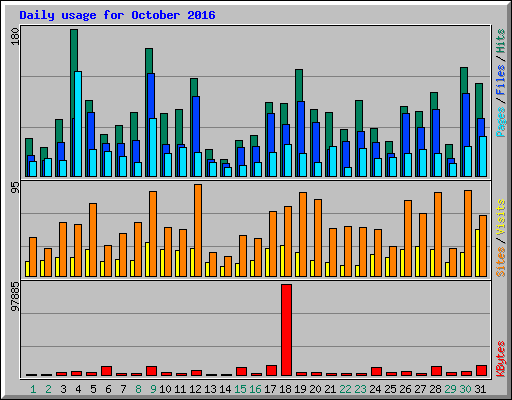 Daily usage for October 2016
180
Pages / Files / Hits
95
Sites / Visits
97885
KBytes
1 2 3 4 5 6 7 8 9 10 11 12 13 14 15 16 17 18 19 20 21 22 23 24 25 26 27 28 29 30 31